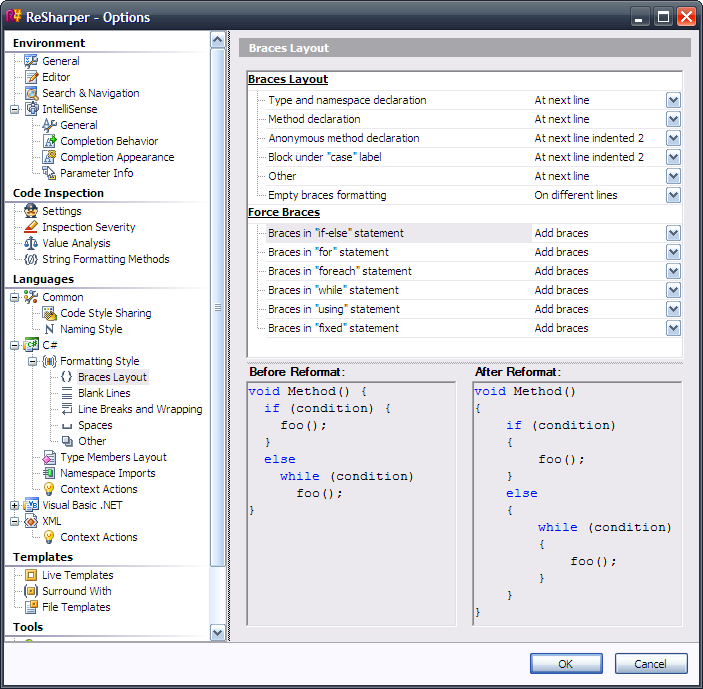 ReSharper - Options
Environment
General
Editor
Search & Navigation
IntelliSense
General
Completion Behavior
Completion Appearance
Parameter Info
Code Inspection
Settings
Inspection Severity
Value Analysis
String Formatting Methods
Languages
Common
Code Style Sharing
Naming Style
C#
Formatting Style
Braces Layout
Blank Lines
Line Breaks and Wrapping
Spaces
Other
Type Members Layout
Namespace Imports
Context Actions
Visual Basic .NET
XML
Context Actions
Templates
Live Templates
Surround With
File Templates
Tools
Braces Layout
Braces Layout
Type and namespace declaration At next line
Method declaration At next line
Anonymous method declaration At next line indented 2
Block under "case" label At next line indented 2
Other At next line
Empty braces formatting On different lines
Force Braces
Braces in "if-else" statement Add braces
Braces in "for" statement Add braces
Braces in "foreach" statement Add braces
Braces in "while" statement Add braces
Braces in "using" statement Add braces
Braces in "fixed" statement Add braces
Before Reformat:
void Method() {
  if (condition) {
    foo();
  }
  else
    while (condition)
      foo();
}
After Reformat:
void Method()
{
    if (condition)
    {
        foo();
    }
    else
    {
        while (condition)
        {
            foo();
        }
    }
}
OK Cancel